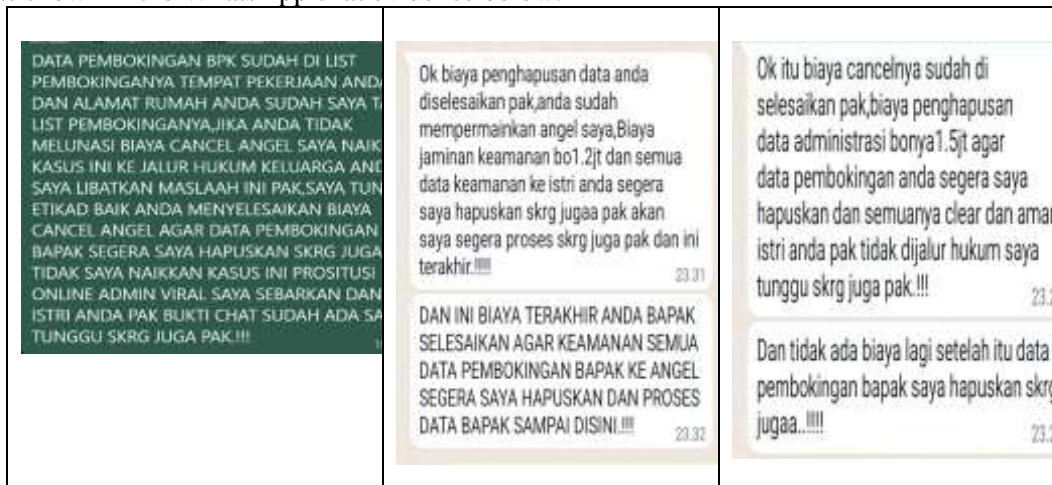 DATA PEMBOKINGAN BPK SUDAH DI LIST
PEMBOKINGANYA TEMPAT PEKERJAAN
DAN ALAMAT RUMAH ANDA SUDAH SAYA
LIST PEMBOKINGANYA,JIKA ANDA TIDAK
MELUNASI BIAYA CANCEL ANGEL SAYA NAIK
KASUS INI KE JALUR HUKUM KELUARGA
SAYA LIBATKAN MASLAAH INI PAK,SAYA
ETIKAD BAIK ANDA MENYELESAIKAN BIAYA
CANCEL ANGEL AGAR DATA PEMBOKINGAN
BAPAK SEGERA SAYA HAPUSKAN SKRG JUGA
TIDAK SAYA NAIKKAN KASUS INI PROSITUSI
ONLINE ADMIN VIRAL SAYA SEBARKAN DAN
ISTRI ANDA PAK BUKTI CHAT SUDAH ADA
TUNGGU SKRG JUGA PAK.!!!
Ok biaya penghapusan data anda
diselesaikan pak,anda sudah
mempermainkan angel saya,Biaya
jaminan keamanan bo1.2jt dan semua
data keamanan ke istri anda segera
saya hapuskan skrg jugaa pak akan
saya segera proses skrg juga pak dan ini
terakhir.!!!!
23.31
DAN INI BIAYA TERAKHIR ANDA BAPAK
SELESAIKAN AGAR KEAMANAN SEMUA
DATA PEMBOKINGAN BAPAK KE ANGEL
SEGERA SAYA HAPUSKAN DAN PROSES
DATA BAPAK SAMPAI DISINI.!!!
23.32
Ok itu biaya cancelnya sudah di
selesaikan pak,biaya penghapusan
data administrasi bonya1.5jt agar
data pembokingan anda segera saya
hapuskan dan semuanya clear dan aman
istri anda pak tidak dijalur hukum saya
tunggu skrg juga pak.!!!
Dan tidak ada biaya lagi setelah itu data
pembokingan bapak saya hapuskan skrg
jugaa..!!!!